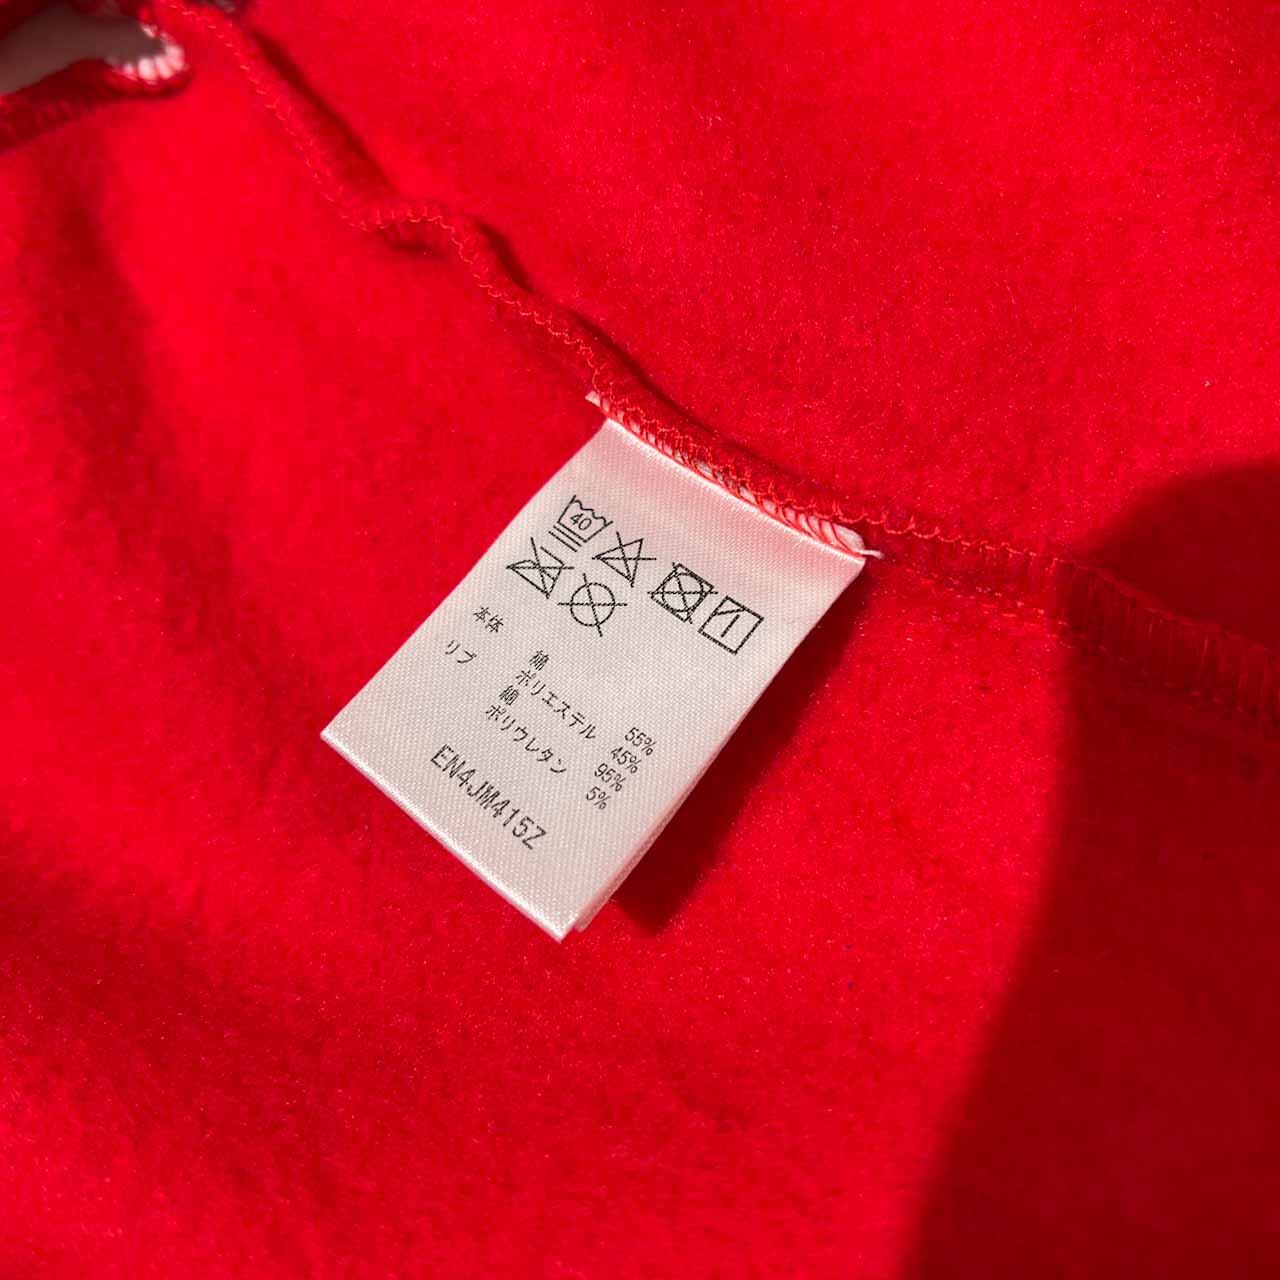 40
本体 綿 55%
ポリエステル 45%
リブ 綿 95%
ポリウレタン 5%
EN4JM415Z